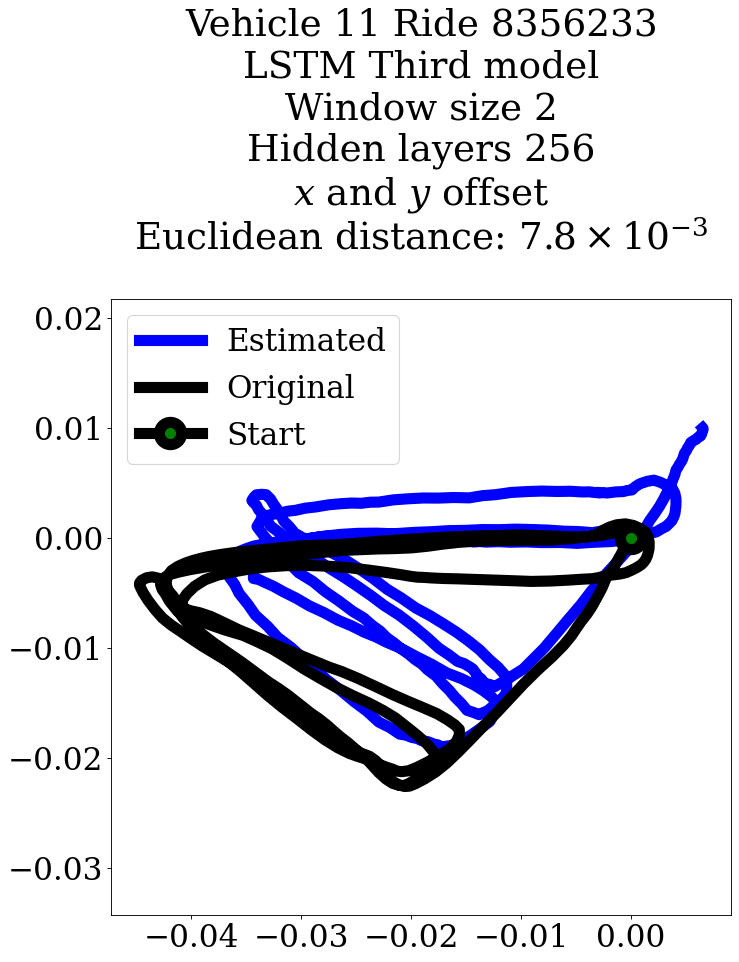 Vehicle 11 Ride 8356233
LSTM Third model
Window size 2
Hidden layers 256
x and y offset
Euclidean distance: 7.8 × 10⁻³
0.02
0.01
0.00
−0.01
−0.02
−0.03
Estimated
Original
Start
−0.04 −0.03 −0.02 −0.01 0.00